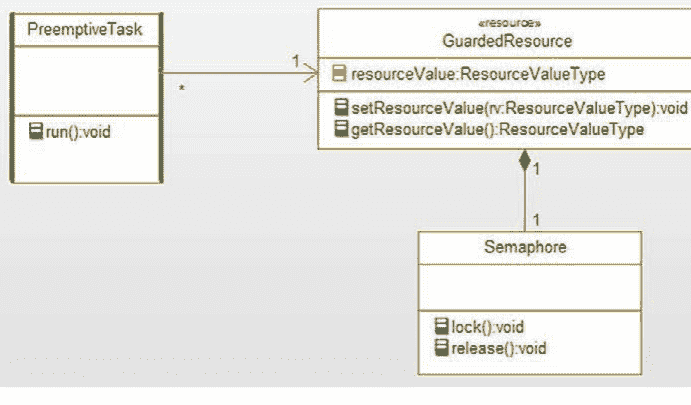 PreemptiveTask
run():void
*
1
«resource»
GuardedResource
resourceValue:ResourceValueType
setResourceValue(rv:ResourceValueType):void
getResourceValue():ResourceValueType
1
1
Semaphore
lock():void
release():void